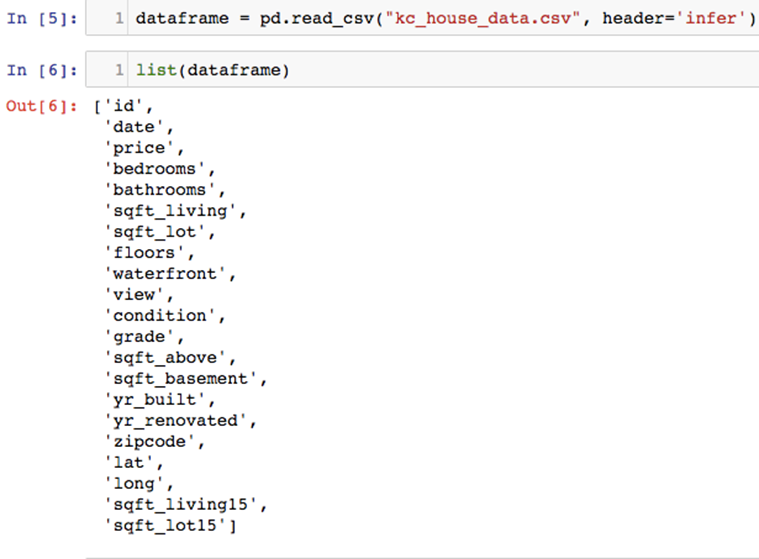 In [5]: 1 dataframe = pd.read_csv("kc_house_data.csv", header='infer')
In [6]: 1 list(dataframe)
Out[6]: ['id',
'date',
'price',
'bedrooms',
'bathrooms',
'sqft_living',
'sqft_lot',
'floors',
'waterfront',
'view',
'condition',
'grade',
'sqft_above',
'sqft_basement',
'yr_built',
'yr_renovated',
'zipcode',
'lat',
'long',
'sqft_living15',
'sqft_lot15']